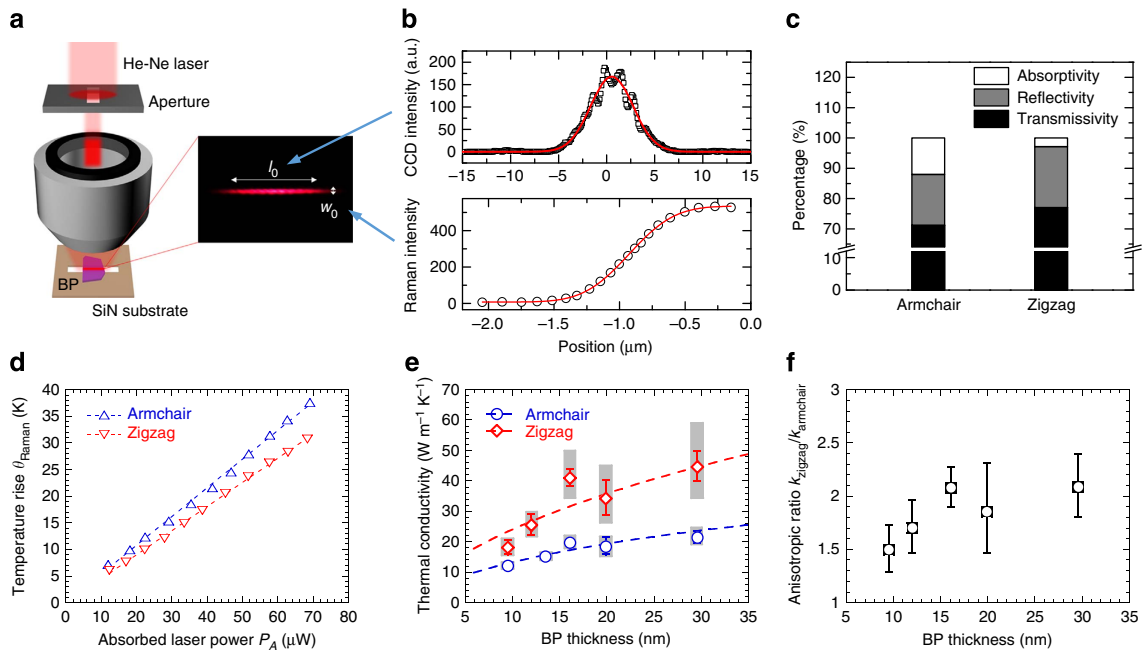 a
He-Ne laser
Aperture
l0
w0
BP
SiN substrate
b
CCD intensity (a.u.)
200
175
150
125
100
75
50
25
0
−15
−10
−5
0
5
10
15
Raman intensity
400
200
0
−2.0
−1.5
−1.0
−0.5
0.0
Position (μm)
c
Percentage (%)
120
110
100
90
80
70
10
0
Absorptivity
Reflectivity
Transmissivity
Armchair
Zigzag
d
Temperature rise θRaman (K)
40
35
30
25
20
15
10
5
0
Armchair
Zigzag
0
10
20
30
40
50
60
70
80
Absorbed laser power PA (μW)
e
Thermal conductivity (W m−1 K−1)
70
60
50
40
30
20
10
0
Armchair
Zigzag
5
10
15
20
25
30
35
BP thickness (nm)
f
Anisotropic ratio kzigzag/karmchair
3
2.5
2
1.5
1
5
10
15
20
25
30
35
BP thickness (nm)